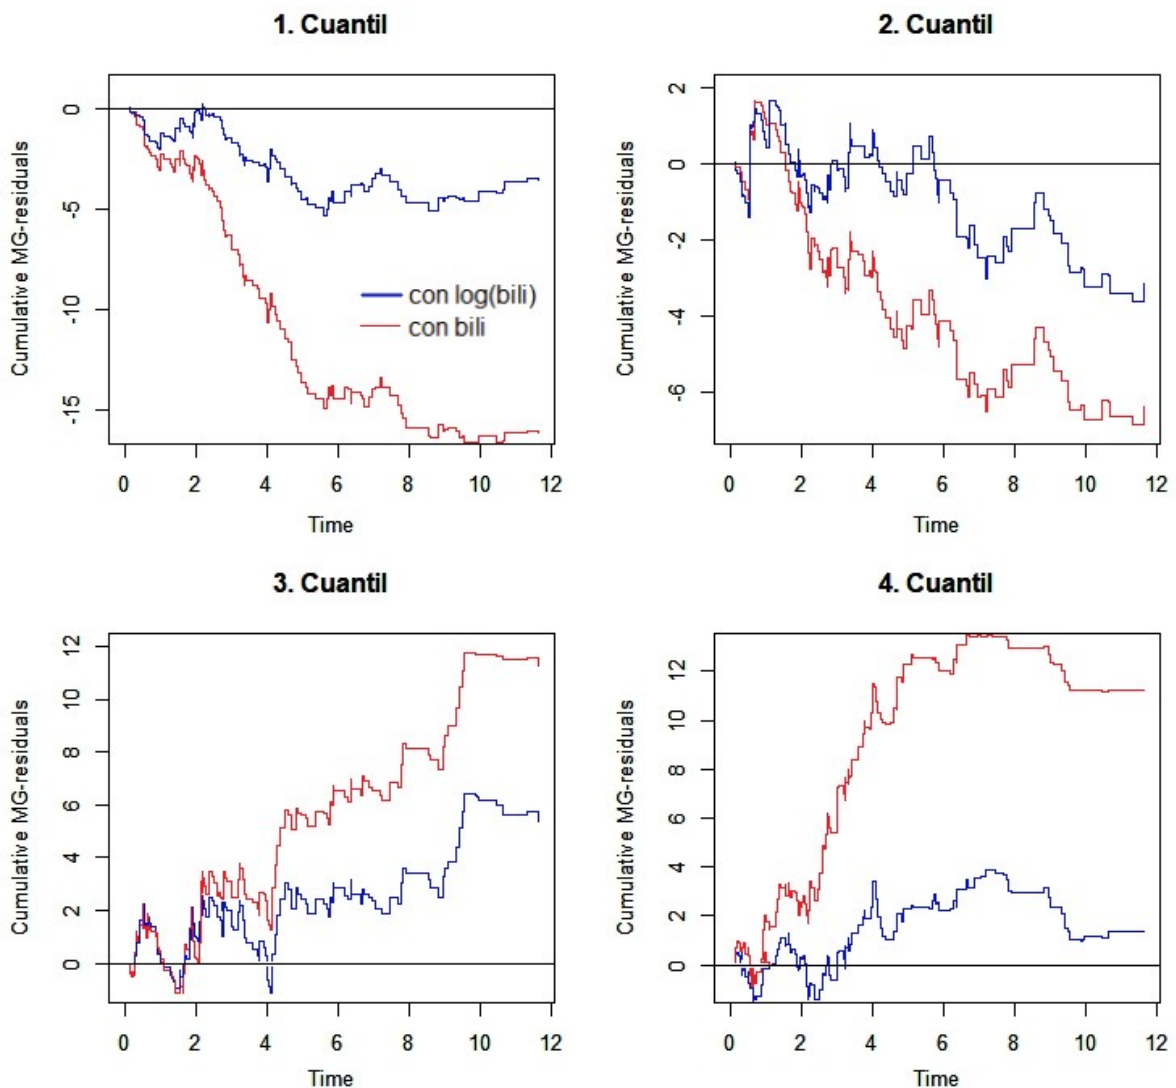 1. Cuantil
Cumulative MG-residuals
0
-5
-10
-15
con log(bili)
con bili
0 2 4 6 8 10 12
Time
2. Cuantil
Cumulative MG-residuals
2
0
-2
-4
-6
0 2 4 6 8 10 12
Time
3. Cuantil
Cumulative MG-residuals
12
10
8
6
4
2
0
0 2 4 6 8 10 12
Time
4. Cuantil
Cumulative MG-residuals
12
10
8
6
4
2
0
0 2 4 6 8 10 12
Time